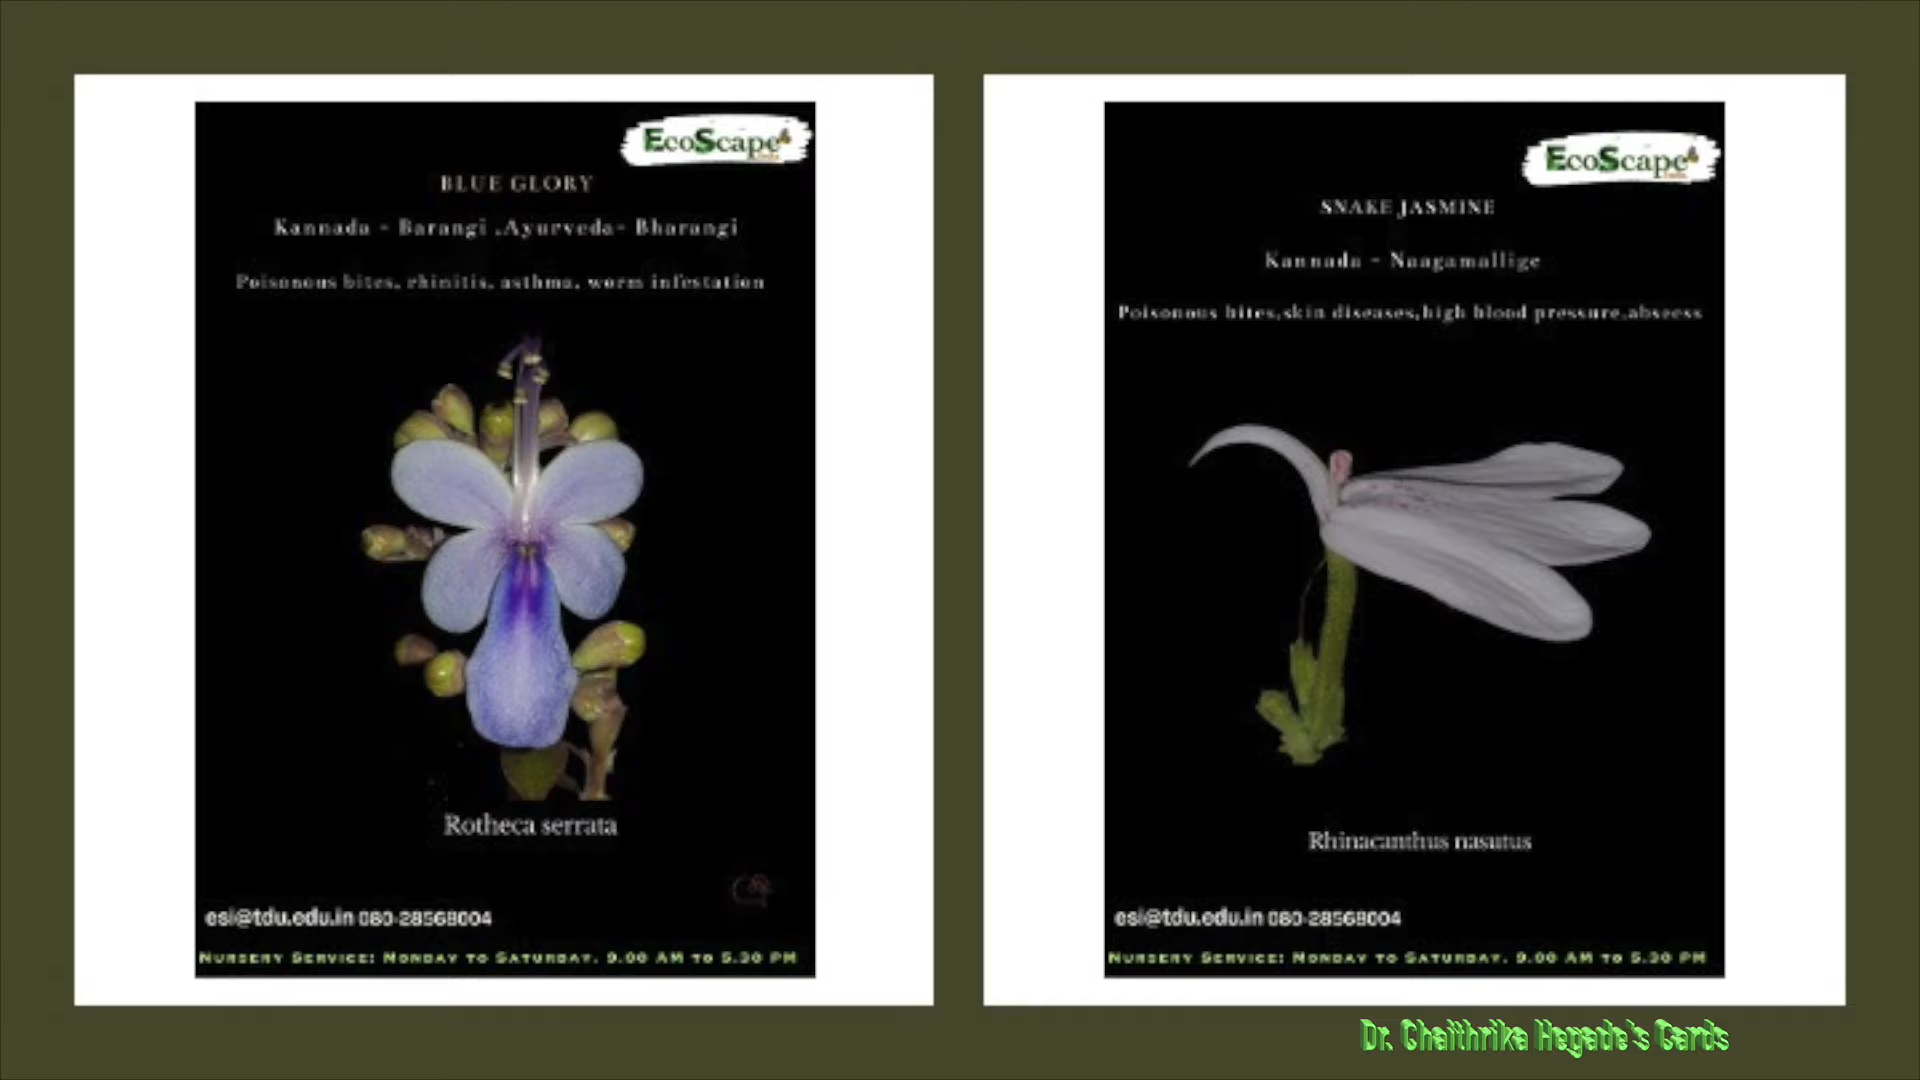 EcoScape
BLUE GLORY
Kannada - Barangi .Ayurveda- Bharangi
Poisonous bites, rhinitis, asthma, worm infestation
Rotheca serrata
esi@tdu.edu.in 080-28568004
NURSERY SERVICE: MONDAY TO SATURDAY. 9.00 AM TO 5.30 PM
EcoScape
SNAKE JASMINE
Kannada - Naagamallige
Poisonous bites,skin diseases,high blood pressure,abscess
Rhinacanthus nasutus
esi@tdu.edu.in 080-28568004
NURSERY SERVICE: MONDAY TO SATURDAY. 9.00 AM TO 5.30 PM
Dr. Chaithrika Hegade's Cards